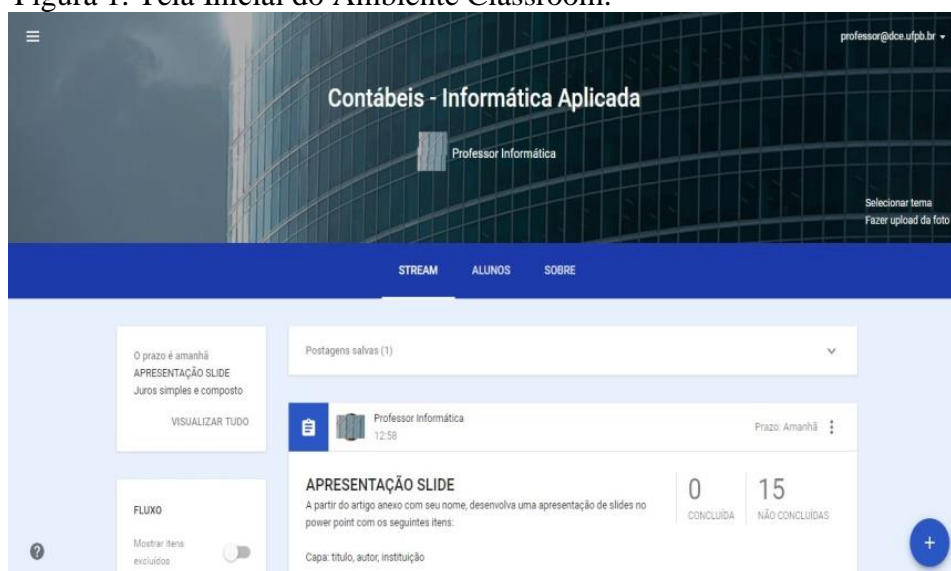 Figura 1: Tela Inicial do Ambiente Classroom.
professor@dce.ufpb.br
Contábeis - Informática Aplicada
Professor Informática
Selecionar tema
Fazer upload da foto
STREAM ALUNOS SOBRE
O prazo é amanhã
APRESENTAÇÃO SLIDE
Juros simples e composto
VISUALIZAR TUDO
Postagens salvas (1)
Professor Informática
12:58
Prazo: Amanhã
APRESENTAÇÃO SLIDE
A partir do artigo anexo com seu nome, desenvolva uma apresentação de slides no
power point com os seguintes itens:
Capa: titulo, autor, instituição
0
CONCLUÍDA
15
NÃO CONCLUÍDAS
FLUXO
Mostrar itens
excluídos